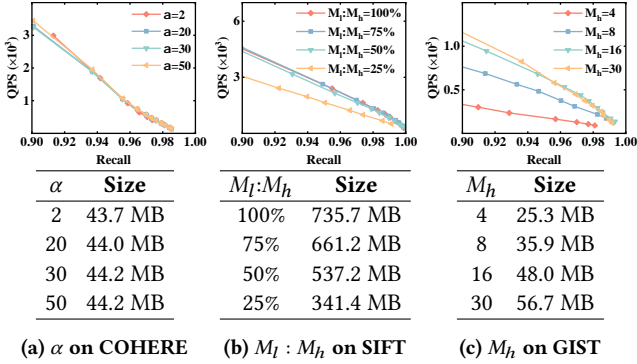 QPS (×10³)
3
2
1
0.90 0.92 0.94 0.96 0.98 1.00
Recall
a=2
a=20
a=30
a=50
QPS (×10³)
6
3
0.90 0.92 0.94 0.96 0.98 1.00
Recall
Mₗ:Mₕ=100%
Mₗ:Mₕ=75%
Mₗ:Mₕ=50%
Mₗ:Mₕ=25%
QPS (×10³)
1.0
0.5
0.90 0.92 0.94 0.96 0.98 1.00
Recall
Mₕ=4
Mₕ=8
Mₕ=16
Mₕ=30
α Size
2 43.7 MB
20 44.0 MB
30 44.2 MB
50 44.2 MB
Mₗ:Mₕ Size
100% 735.7 MB
75% 661.2 MB
50% 537.2 MB
25% 341.4 MB
Mₕ Size
4 25.3 MB
8 35.9 MB
16 48.0 MB
30 56.7 MB
(a) α on COHERE
(b) Mₗ : Mₕ on SIFT
(c) Mₕ on GIST